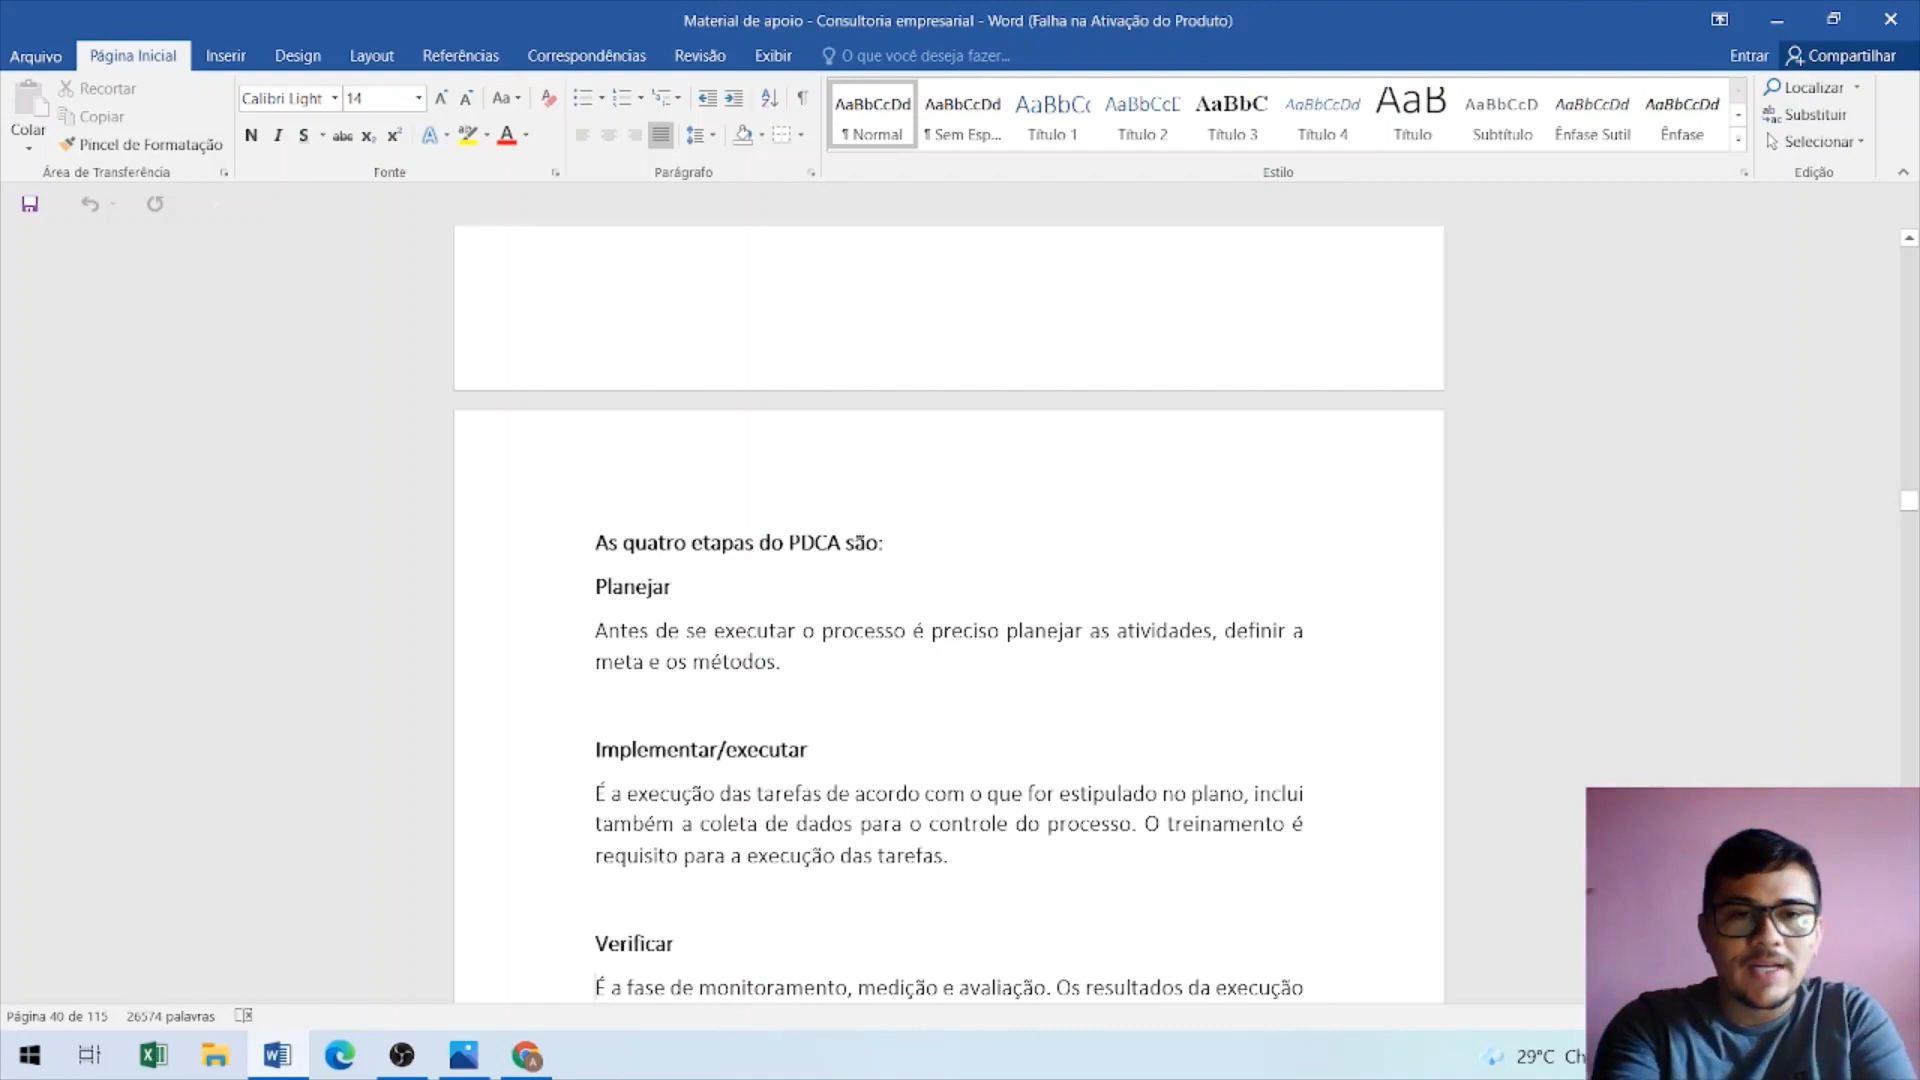 Material de apoio - Consultoria empresarial - Word (Falha na Ativação do Produto)
Arquivo Página Inicial Inserir Design Layout Referências Correspondências Revisão Exibir O que você deseja fazer... Entrar Compartilhar
Colar
Recortar
Copiar
Pincel de Formatação
Área de Transferência
Calibri Light 14
Aa
N I S abc x₂ x² A A
Fonte
Parágrafo
AaBbCcDd AaBbCcDd AaBbCc AaBbCcE AaBbC AaBbCcDd AaB AaBbCcD AaBbCcDd AaBbCcDd
¶ Normal ¶ Sem Esp... Título 1 Título 2 Título 3 Título 4 Título Subtítulo Ênfase Sutil Ênfase
Estilo
Localizar
Substituir
Selecionar
Edição
As quatro etapas do PDCA são:
Planejar
Antes de se executar o processo é preciso planejar as atividades, definir a
meta e os métodos.
Implementar/executar
É a execução das tarefas de acordo com o que for estipulado no plano, inclui
também a coleta de dados para o controle do processo. O treinamento é
requisito para a execução das tarefas.
Verificar
É a fase de monitoramento, medição e avaliação. Os resultados da execução
Página 40 de 115 26574 palavras
29°C Ch